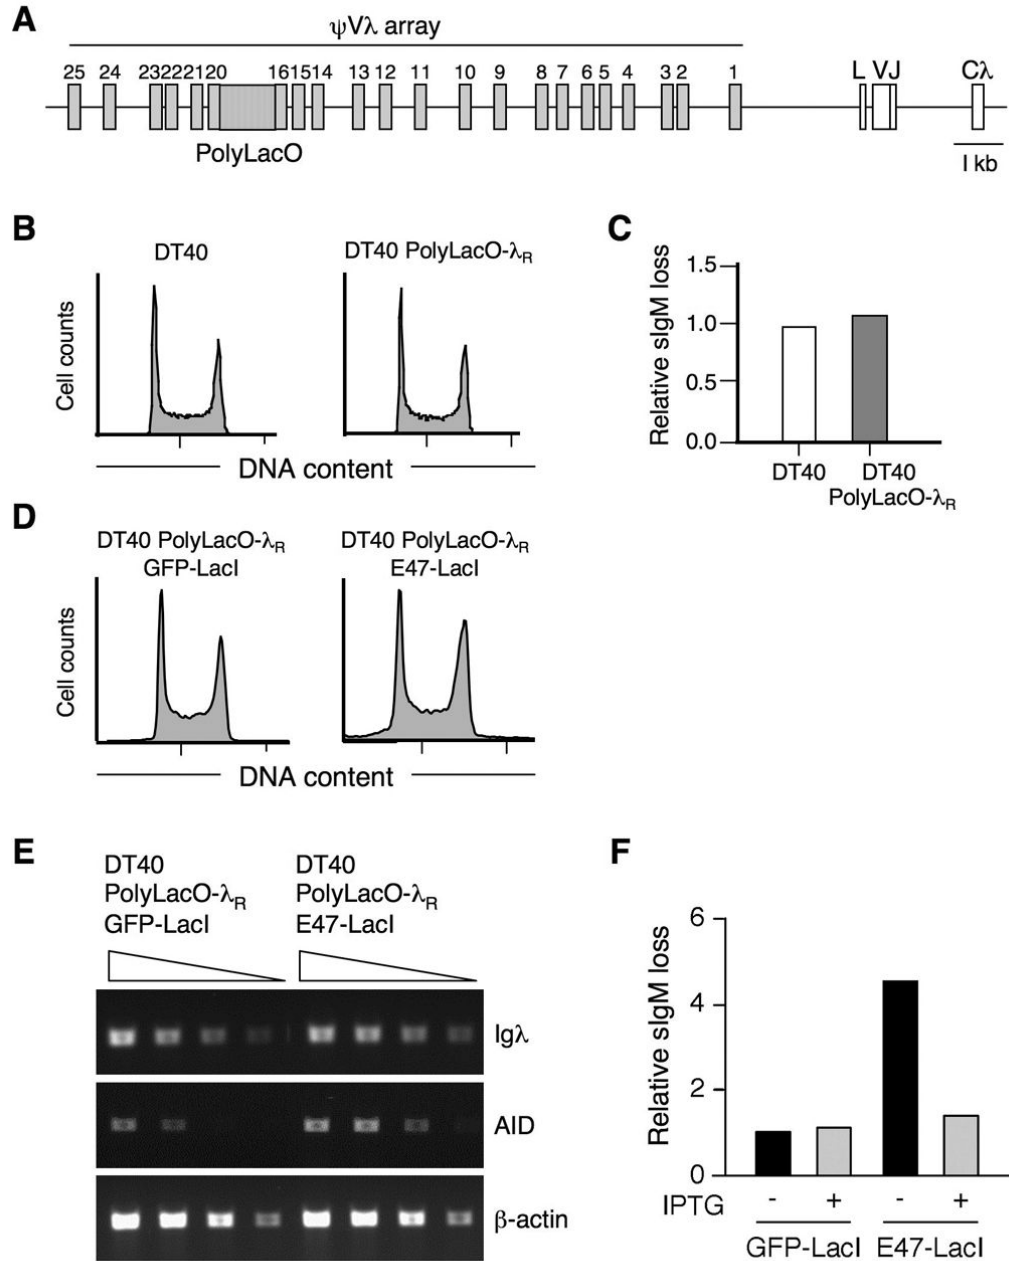 A
ψVλ array
25 24 23 22 22 21 20 16 15 14 13 12 11 10 9 8 7 6 5 4 3 2 1 L VJ Cλ
PolyLacO
I kb
B
DT40
DT40 PolyLacO-λR
Cell counts
DNA content
C
Relative sIgM loss
1.5
1.0
0.5
0.0
DT40
DT40
PolyLacO-λR
D
DT40 PolyLacO-λR
GFP-LacI
DT40 PolyLacO-λR
E47-LacI
Cell counts
DNA content
E
DT40
PolyLacO-λR
GFP-LacI
DT40
PolyLacO-λR
E47-LacI
Igλ
AID
β-actin
F
Relative sIgM loss
6
4
2
0
IPTG - + - +
GFP-LacI E47-LacI